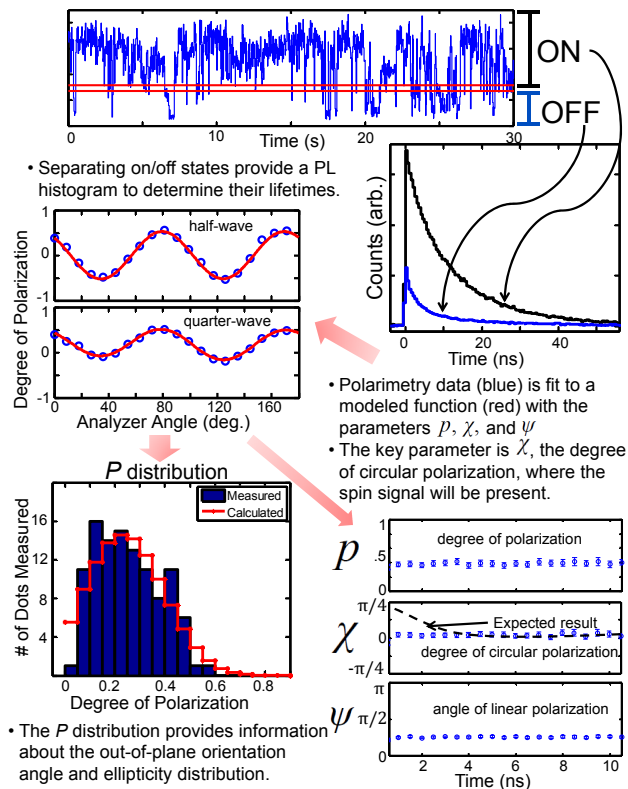 ON
OFF
0 5 10 15 20 25 30
Time (s)
• Separating on/off states provide a PL
histogram to determine their lifetimes.
Degree of Polarization
1
0
-1
half-wave
1
0
-1
quarter-wave
0 40 80 120 160
Analyzer Angle (deg.)
Counts (arb.)
0 20 40
Time (ns)
• Polarimetry data (blue) is fit to a
modeled function (red) with the
parameters p, χ, and ψ
• The key parameter is χ, the degree
of circular polarization, where the
spin signal will be present.
P distribution
# of Dots Measured
16
12
8
4
Measured
Calculated
0 0.2 0.4 0.6 0.8
Degree of Polarization
• The P distribution provides information
about the out-of-plane orientation
angle and ellipticity distribution.
p
1
.5
0
degree of polarization
χ
π/4
0
-π/4
Expected result
degree of circular polarization
ψ
π
π/2
0
angle of linear polarization
2 4 6 8 10
Time (ns)